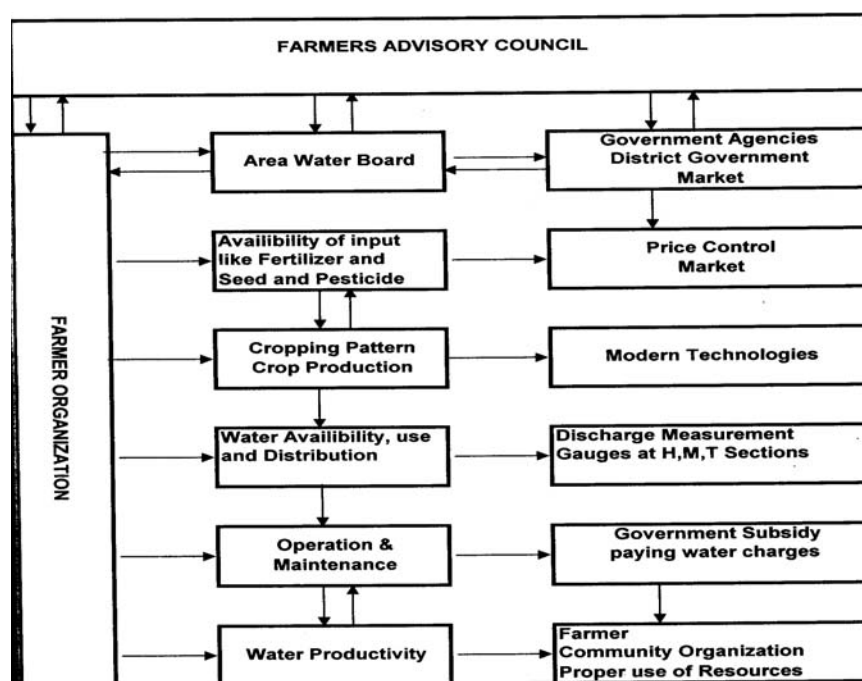 FARMERS ADVISORY COUNCIL
FARMER ORGANIZATION
Area Water Board
Government Agencies
District Government
Market
Availibility of input
like Fertilizer and
Seed and Pesticide
Price Control
Market
Cropping Pattern
Crop Production
Modern Technologies
Water Availibility, use
and Distribution
Discharge Measurement
Gauges at H,M,T Sections
Operation &
Maintenance
Government Subsidy
paying water charges
Water Productivity
Farmer
Community Organization
Proper use of Resources